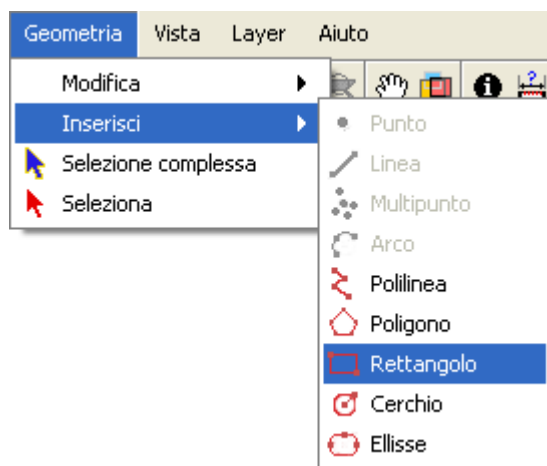 Geometria Vista Layer Aiuto
Modifica
Inserisci
Selezione complessa
Seleziona
Punto
Linea
Multipunto
Arco
Polilinea
Poligono
Rettangolo
Cerchio
Ellisse